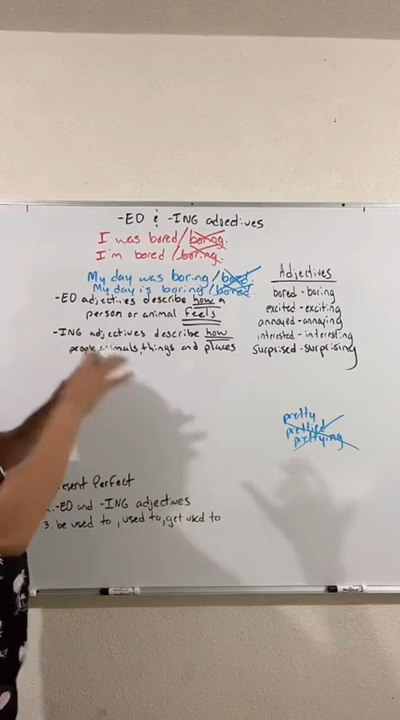 -ED & -ING adjectives
I was bored/boring.
I'm bored/boring.
My day was boring/bored.
My day is boring/bored.
-ED adjectives describe how a
person or animal feels
-ING adjectives describe how
people, animals, things and places
Adjectives
bored - boring
excited - exciting
annoyed - annoying
interested - interesting
surprised - surprising
pretty
prettied
prettying
esent Perfect
-ED and -ING adjectives
3. be used to, used to, get used to